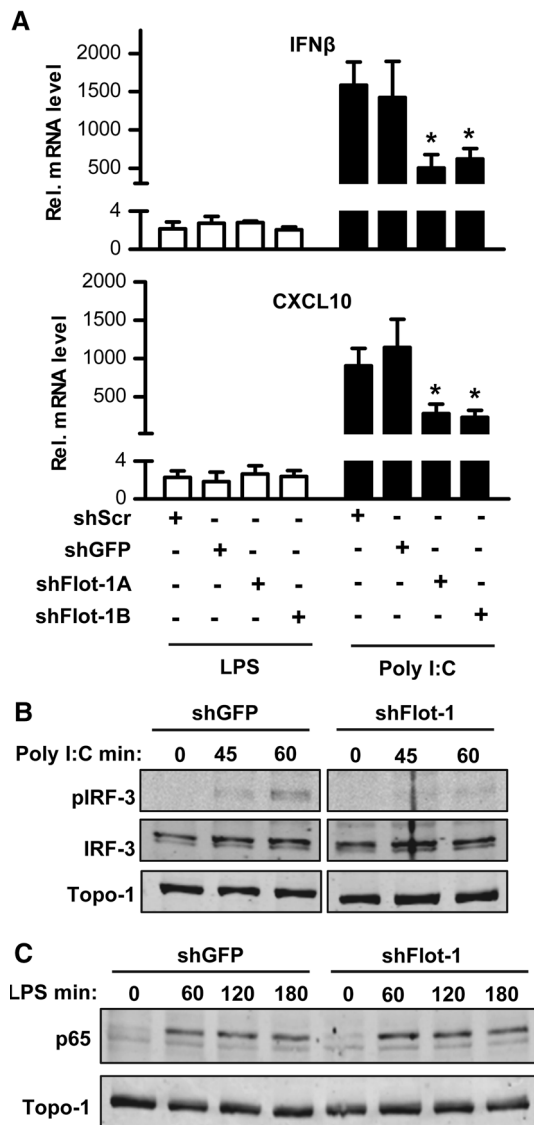 A
IFNβ
Rel. mRNA level
2000
1500
1000
500
4
0
* *
CXCL10
Rel. mRNA level
2000
1500
1000
500
4
0
* *
shScr + - - - + - - -
shGFP - + - - - + - -
shFlot-1A - - + - - - + -
shFlot-1B - - - + - - - +
LPS Poly I:C
B
shGFP shFlot-1
Poly I:C min: 0 45 60 0 45 60
pIRF-3
IRF-3
Topo-1
C
shGFP shFlot-1
LPS min: 0 60 120 180 0 60 120 180
p65
Topo-1